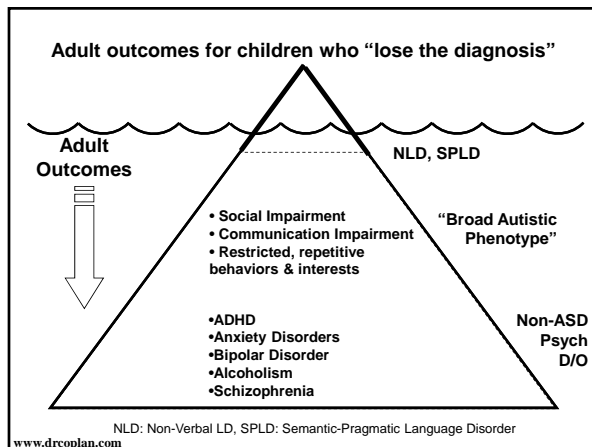 Adult outcomes for children who “lose the diagnosis”
Adult
Outcomes
NLD, SPLD
• Social Impairment
• Communication Impairment
• Restricted, repetitive
behaviors & interests
“Broad Autistic
Phenotype”
•ADHD
•Anxiety Disorders
•Bipolar Disorder
•Alcoholism
•Schizophrenia
Non-ASD
Psych
D/O
NLD: Non-Verbal LD, SPLD: Semantic-Pragmatic Language Disorder
www.drcoplan.com